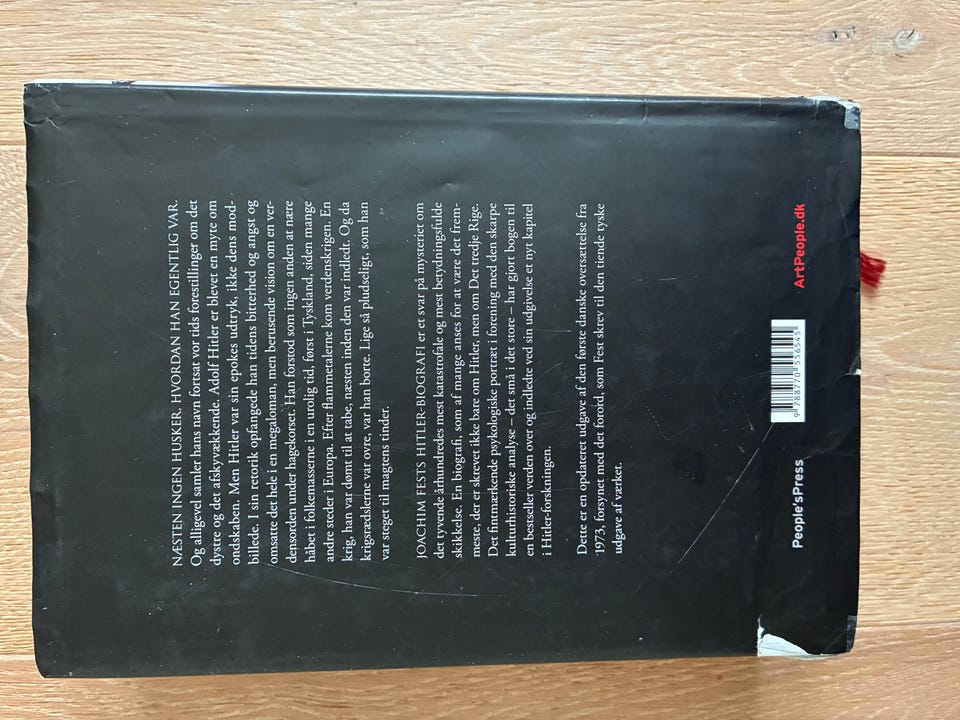 NÆSTEN INGEN HUSKER, HVORDAN HAN EGENTLIG VAR.
Og alligevel samler hans navn fortsat vor tids forestillinger om det
dystre og det afskyvækkende. Adolf Hitler er blevet en myte om
ondskaben. Men Hitler var sin epokes udtryk, ikke dens mod-
billede. I sin retorik opfangede han tidens bitterhed og angst og
omsatte det hele i en megaloman, men berusende vision om en ver-
densorden under hagekorset. Han forstod som ingen anden at nære
håbet i folkemasserne i en urolig tid, først i Tyskland, siden mange
andre steder i Europa. Efter flammetalerne kom verdenskrigen. En
krig, han var dømt til at tabe, næsten inden den var indledt. Og da
krigsrædslerne var ovre, var han borte. Lige så pludseligt, som han
var steget til magtens tinder.
JOACHIM FESTS HITLER-BIOGRAFI er et svar på mysteriet om
det tyvende århundredes mest katastrofale og mest betydningsfulde
skikkelse. En biografi, som af mange anses for at være det frem-
meste, der er skrevet ikke bare om Hitler, men om Det tredje Rige.
Det fintmærkende psykologiske portræt i forening med den skarpe
kulturhistoriske analyse – det små i det store – har gjort bogen til
en bestseller verden over og indledte ved sin udgivelse et nyt kapitel
i Hitler-forskningen.
Dette er en opdateret udgave af den første danske oversættelse fra
1973, forsynet med det forord, som Fest skrev til den tiende tyske
udgave af værket.
People'sPress
9 788770 556545
ArtPeople.dk